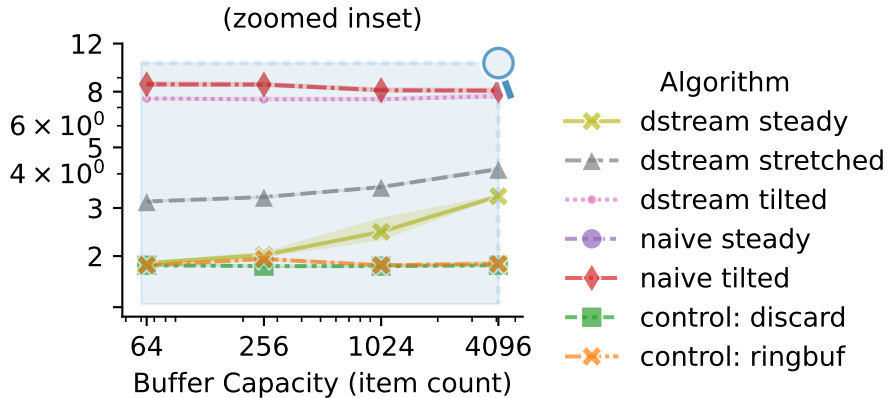 (zoomed inset)
12
8
6 × 10⁰
5
4 × 10⁰
3
2
64 256 1024 4096
Buffer Capacity (item count)
Algorithm
dstream steady
dstream stretched
dstream tilted
naive steady
naive tilted
control: discard
control: ringbuf